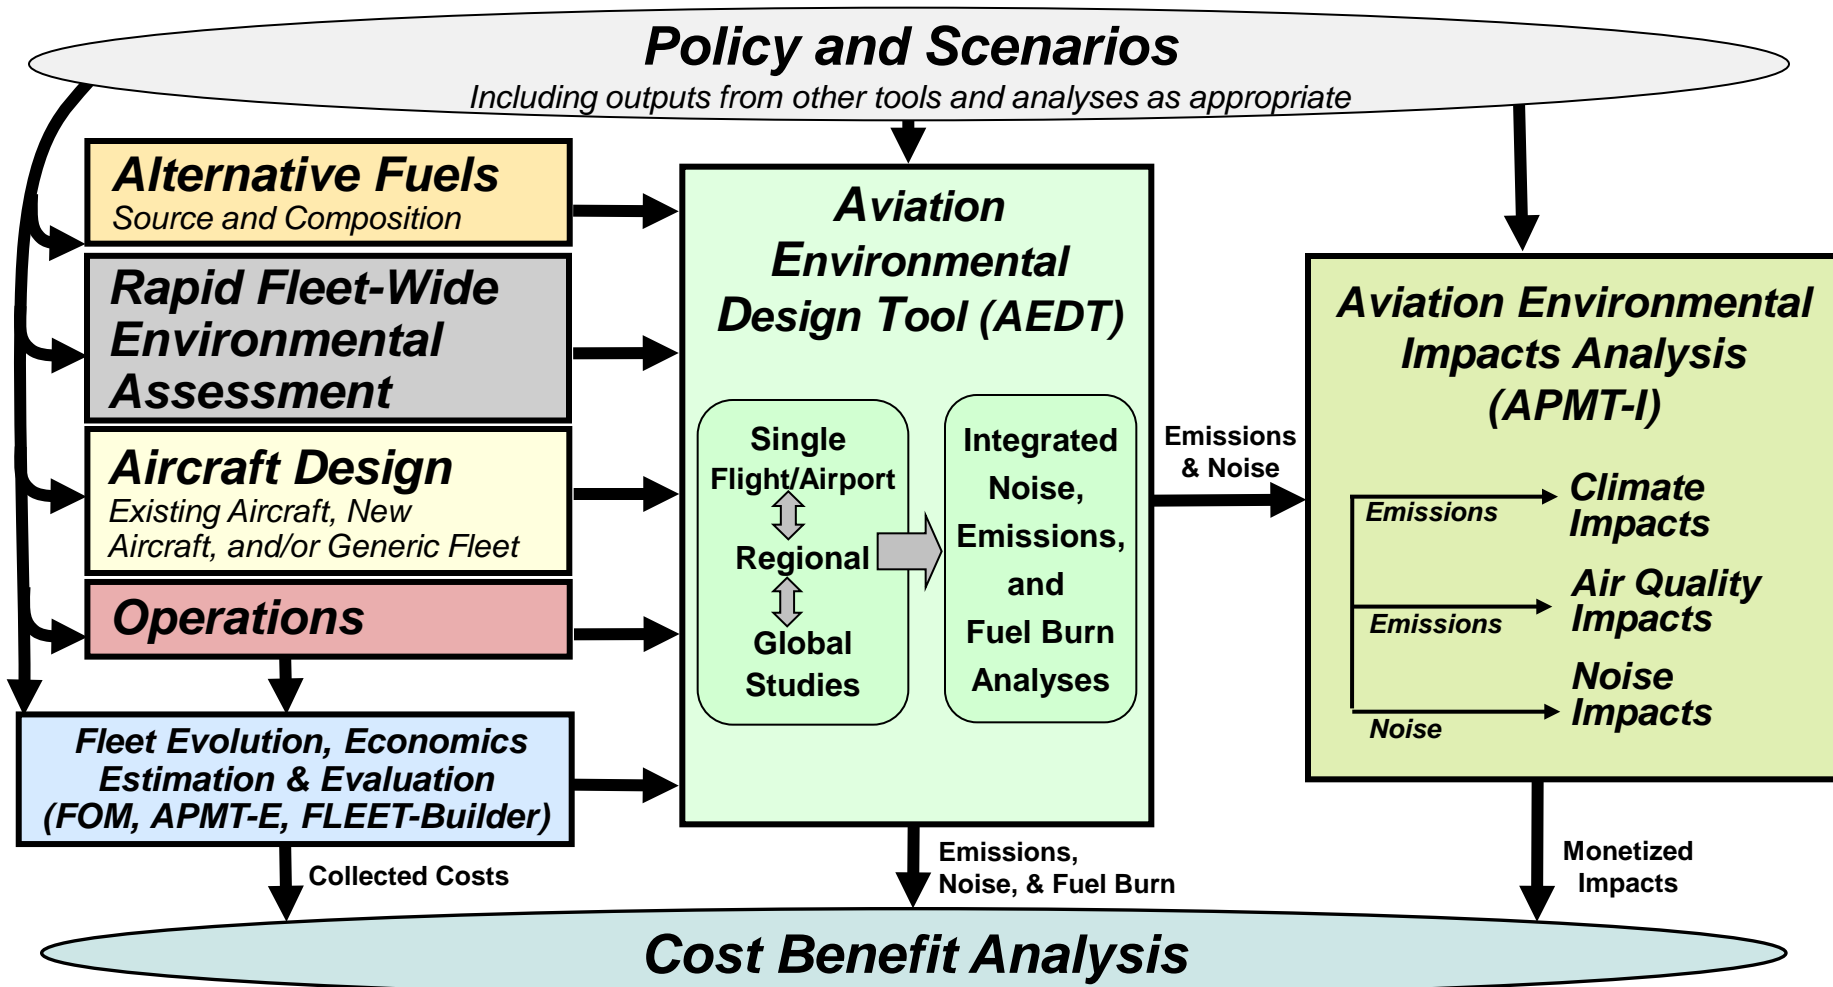 Policy and Scenarios
Including outputs from other tools and analyses as appropriate
Alternative Fuels
Source and Composition
Rapid Fleet-Wide
Environmental
Assessment
Aircraft Design
Existing Aircraft, New
Aircraft, and/or Generic Fleet
Operations
Fleet Evolution, Economics
Estimation & Evaluation
(FOM, APMT-E, FLEET-Builder)
Collected Costs
Aviation
Environmental
Design Tool (AEDT)
Single
Flight/Airport
Regional
Global
Studies
Integrated
Noise,
Emissions,
and
Fuel Burn
Analyses
Emissions
& Noise
Emissions,
Noise, & Fuel Burn
Aviation Environmental
Impacts Analysis
(APMT-I)
Emissions
Climate
Impacts
Emissions
Air Quality
Impacts
Noise
Noise
Impacts
Monetized
Impacts
Cost Benefit Analysis